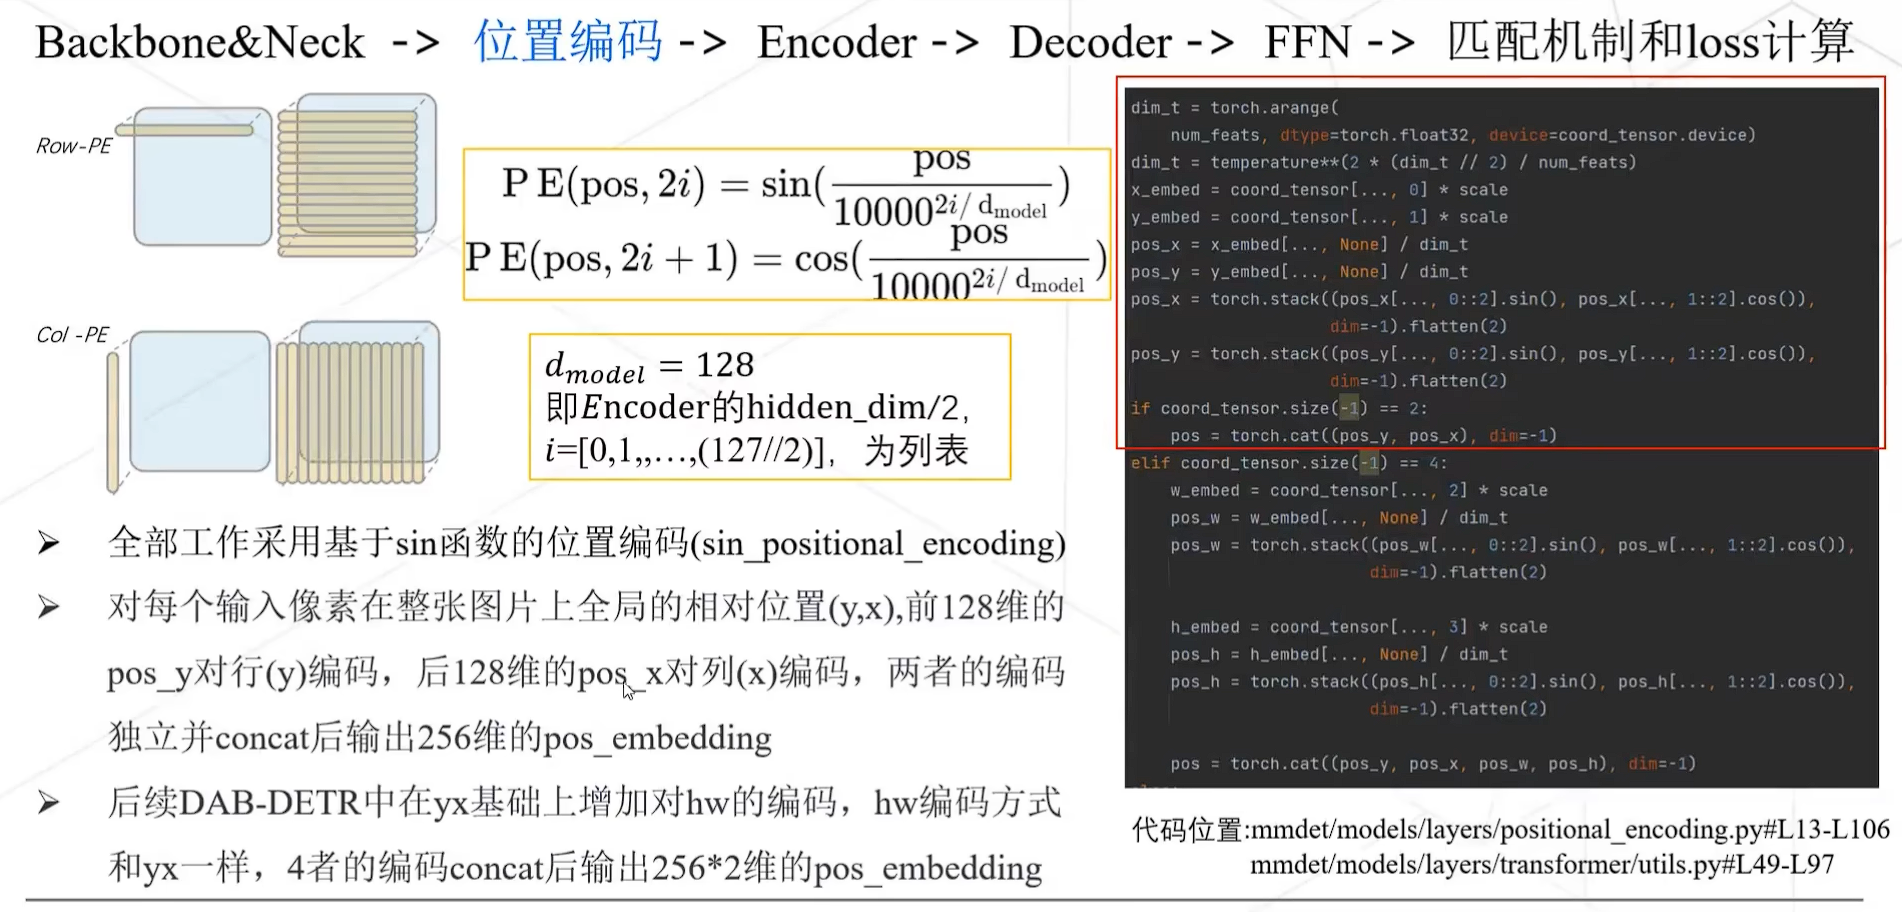 Backbone&Neck -> 位置编码 -> Encoder -> Decoder -> FFN -> 匹配机制和loss计算
Row-PE
PE(pos, 2i) = sin(pos / 10000^{2i/ d_{model}})
PE(pos, 2i + 1) = cos(pos / 10000^{2i/ d_{model}})
Col -PE
d_{model} = 128
即Encoder的hidden_dim/2,
i=[0,1,,…,(127//2)], 为列表
➢ 全部工作采用基于sin函数的位置编码(sin_positional_encoding)
➢ 对每个输入像素在整张图片上全局的相对位置(y,x),前128维的
pos_y对行(y)编码，后128维的pos_x对列(x)编码，两者的编码
独立并concat后输出256维的pos_embedding
➢ 后续DAB-DETR中在yx基础上增加对hw的编码，hw编码方式
和yx一样，4者的编码concat后输出256*2维的pos_embedding
dim_t = torch.arange(
num_feats, dtype=torch.float32, device=coord_tensor.device)
dim_t = temperature**(2 * (dim_t // 2) / num_feats)
x_embed = coord_tensor[..., 0] * scale
y_embed = coord_tensor[..., 1] * scale
pos_x = x_embed[..., None] / dim_t
pos_y = y_embed[..., None] / dim_t
pos_x = torch.stack((pos_x[..., 0::2].sin(), pos_x[..., 1::2].cos()),
dim=-1).flatten(2)
pos_y = torch.stack((pos_y[..., 0::2].sin(), pos_y[..., 1::2].cos()),
dim=-1).flatten(2)
if coord_tensor.size(-1) == 2:
pos = torch.cat((pos_y, pos_x), dim=-1)
elif coord_tensor.size(-1) == 4:
w_embed = coord_tensor[..., 2] * scale
pos_w = w_embed[..., None] / dim_t
pos_w = torch.stack((pos_w[..., 0::2].sin(), pos_w[..., 1::2].cos()),
dim=-1).flatten(2)
h_embed = coord_tensor[..., 3] * scale
pos_h = h_embed[..., None] / dim_t
pos_h = torch.stack((pos_h[..., 0::2].sin(), pos_h[..., 1::2].cos()),
dim=-1).flatten(2)
pos = torch.cat((pos_y, pos_x, pos_w, pos_h), dim=-1)
代码位置:mmdet/models/layers/positional_encoding.py#L13-L106
mmdet/models/layers/transformer/utils.py#L49-L97